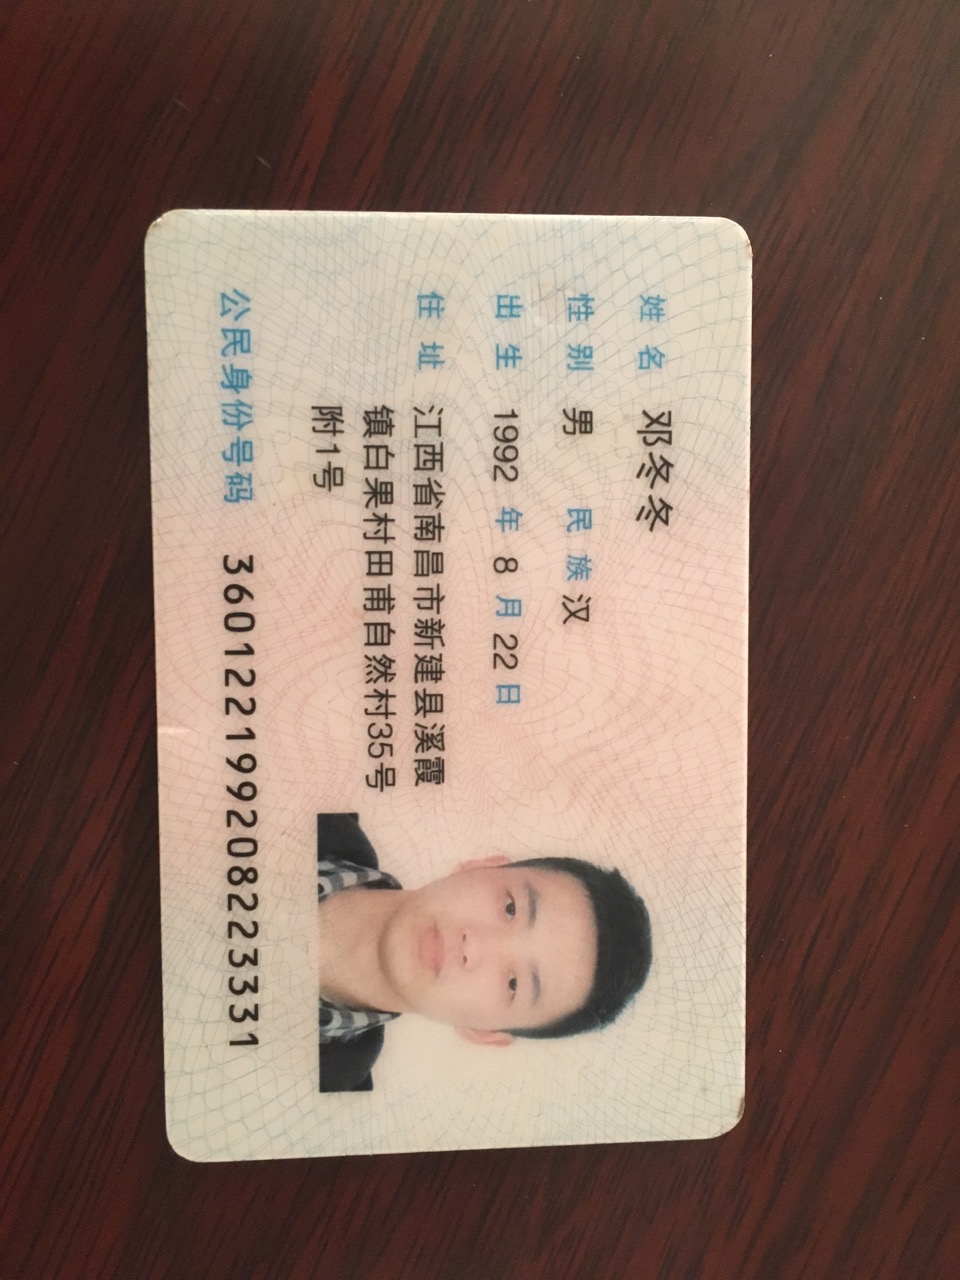 姓名 邓冬冬
性别 男 民族 汉
出生 1992 年 8 月 22 日
住址 江西省南昌市新建县溪霞
镇白果村田甫自然村35号
附1号
公民身份号码 360122199208223331